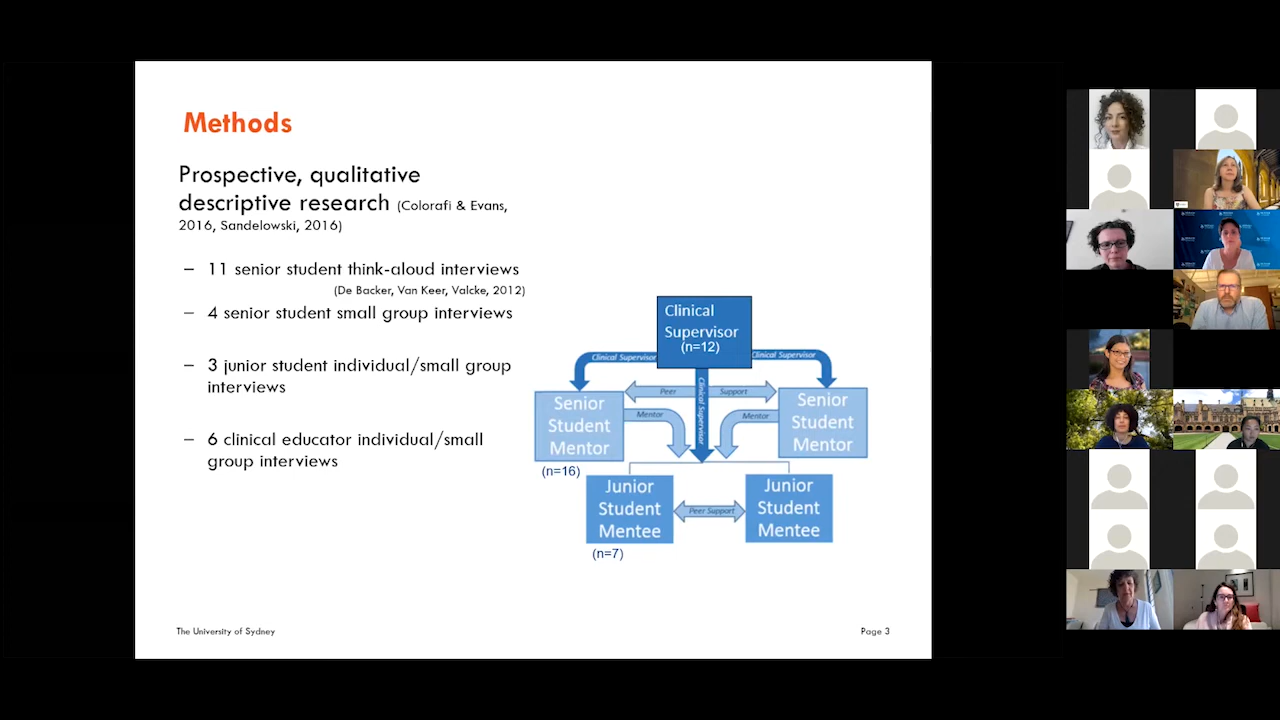 Methods
Prospective, qualitative
descriptive research (Colorafi & Evans,
2016, Sandelowski, 2016)
– 11 senior student think-aloud interviews
(De Backer, Van Keer, Valcke, 2012)
– 4 senior student small group interviews
– 3 junior student individual/small group
interviews
– 6 clinical educator individual/small
group interviews
Clinical
Supervisor
(n=12)
Clinical Supervisor
Clinical Supervisor
Clinical Supervisor
Peer Support
Senior
Student
Mentor
(n=16)
Mentor
Mentor
Senior
Student
Mentor
Junior
Student
Mentee
(n=7)
Peer Support
Junior
Student
Mentee
The University of Sydney
Page 3